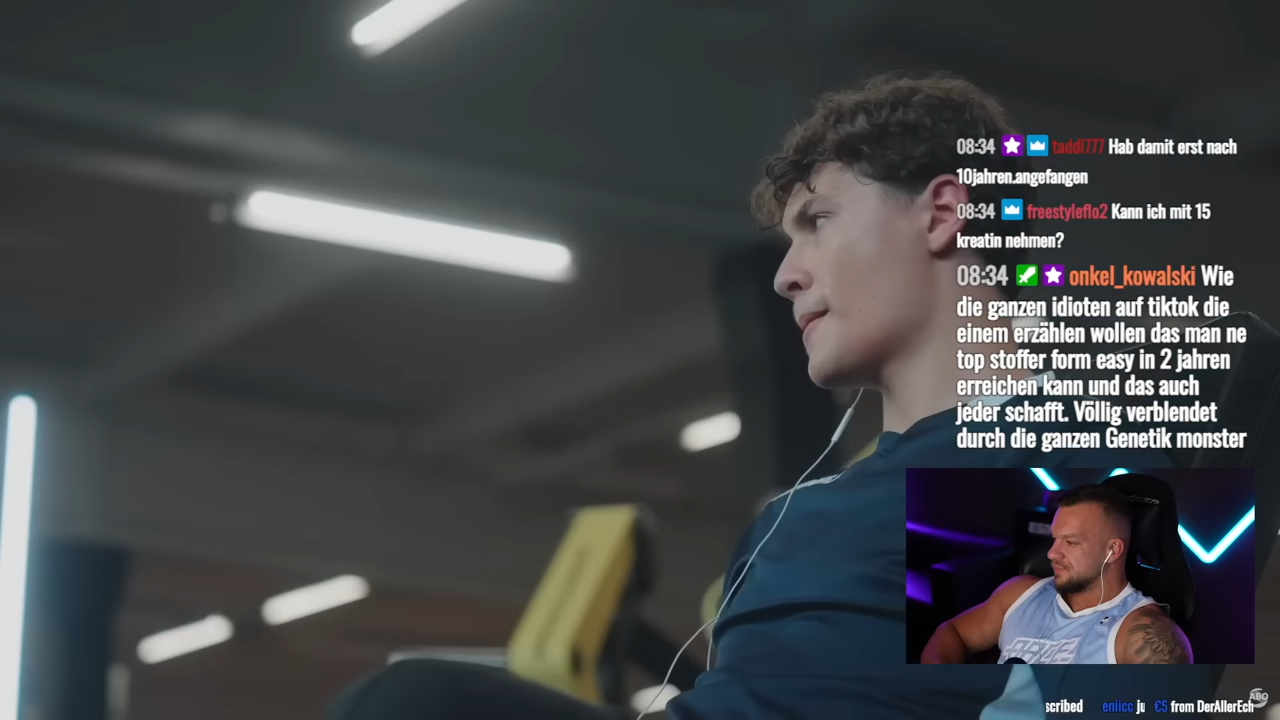 08:34 taddl777 Hab damit erst nach
10jahren.angefangen
08:34 freestyleflo2 Kann ich mit 15
kreatin nehmen?
08:34 onkel_kowalski Wie
die ganzen idioten auf tiktok die
einem erzählen wollen das man ne
top stoffer form easy in 2 jahren
erreichen kann und das auch
jeder schafft. Völlig verblendet
durch die ganzen Genetik monster
scribed eniicc ju €5 from DerAllerEch
ABO